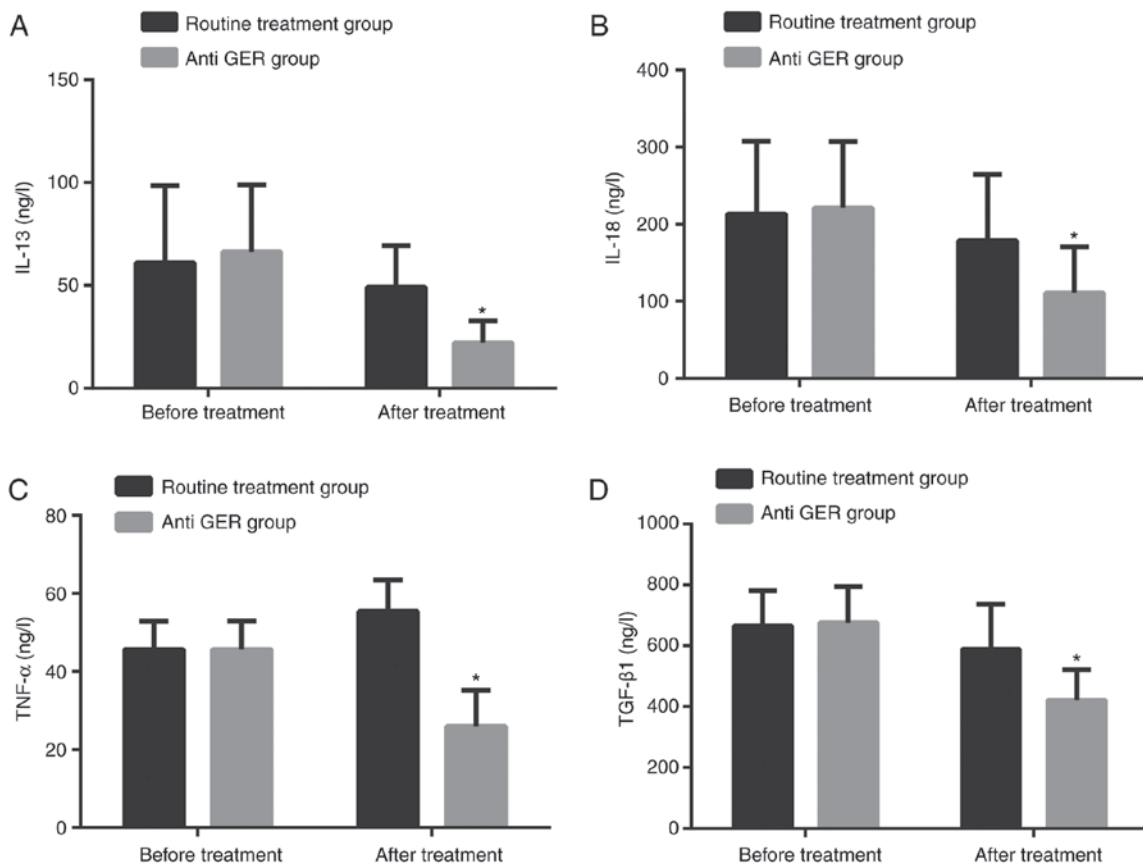 A
Routine treatment group
Anti GER group
150
100
50
0
IL-13 (ng/l)
*
Before treatment
After treatment
B
Routine treatment group
Anti GER group
400
300
200
100
0
IL-18 (ng/l)
*
Before treatment
After treatment
C
Routine treatment group
Anti GER group
80
60
40
20
0
TNF-α (ng/l)
*
Before treatment
After treatment
D
Routine treatment group
Anti GER group
1000
800
600
400
200
0
TGF-β1 (ng/l)
*
Before treatment
After treatment